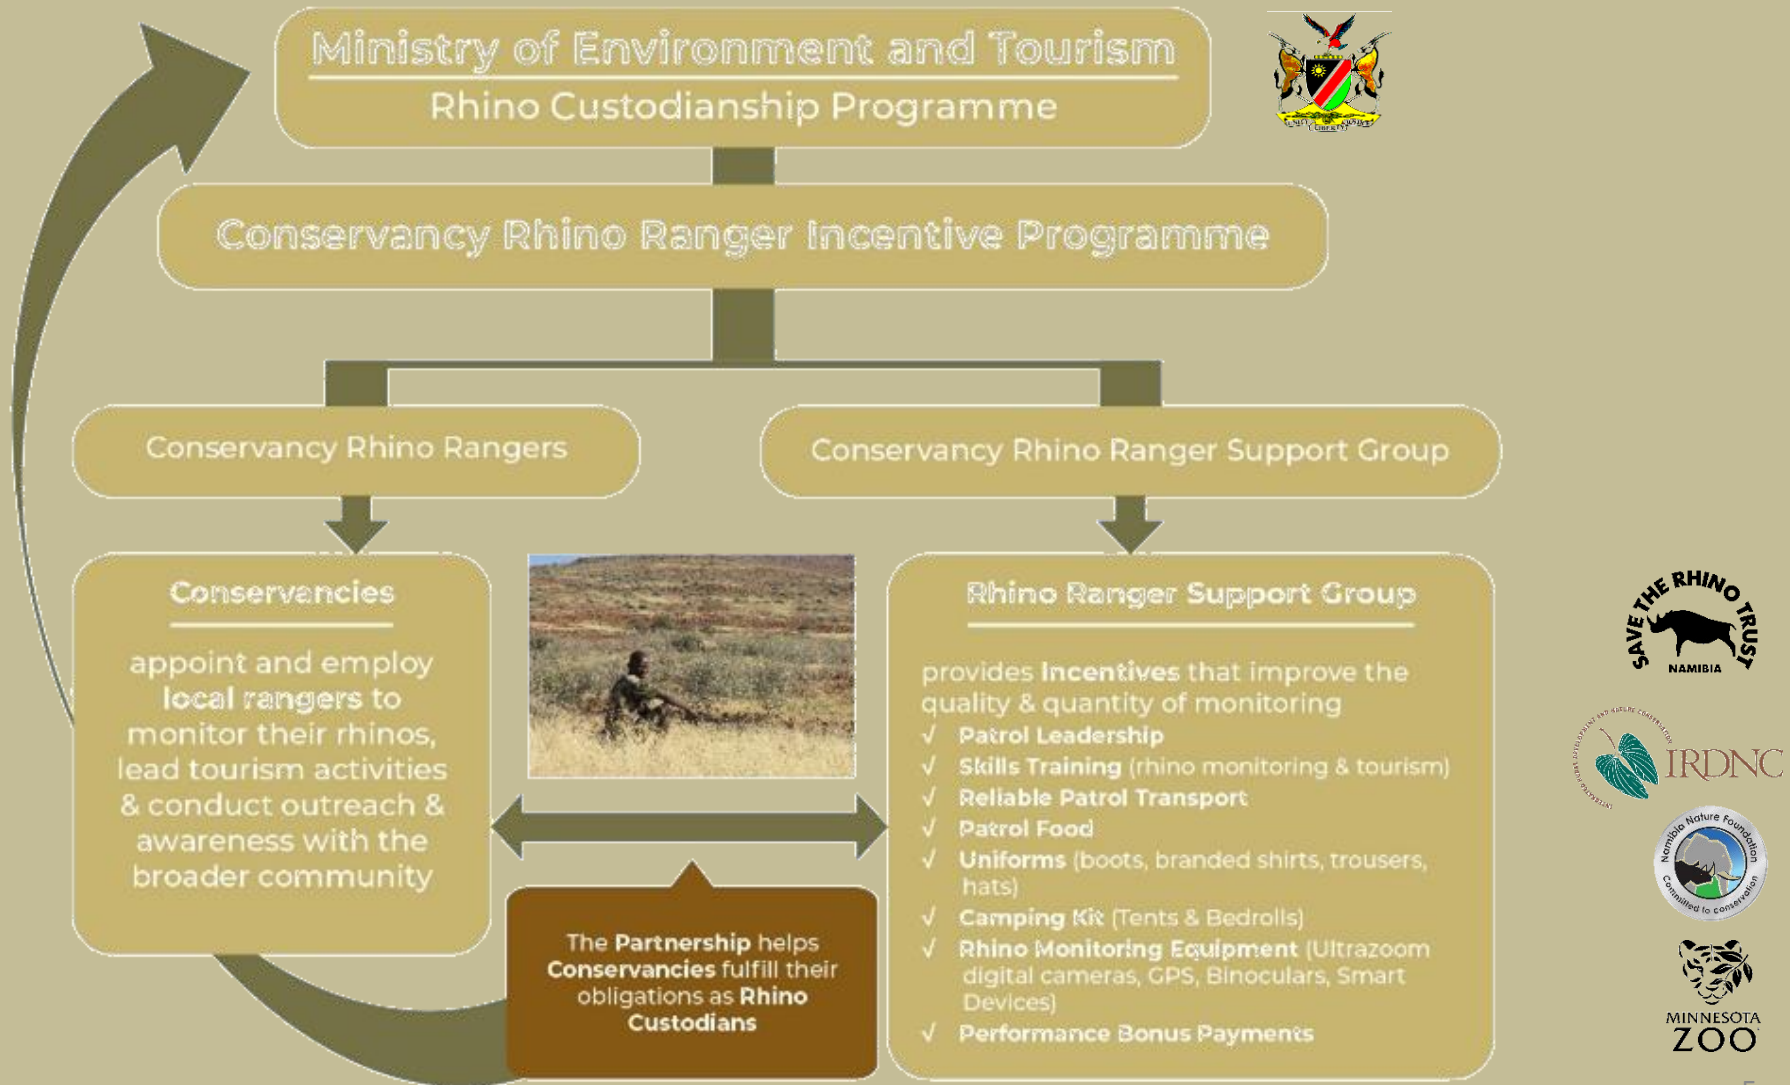 Ministry of Environment and Tourism
Rhino Custodianship Programme
Conservancy Rhino Ranger Incentive Programme
Conservancy Rhino Rangers
Conservancy Rhino Ranger Support Group
Conservancies
appoint and employ
local rangers to
monitor their rhinos,
lead tourism activities
& conduct outreach &
awareness with the
broader community
The Partnership helps
Conservancies fulfill their
obligations as Rhino
Custodians
Rhino Ranger Support Group
provides Incentives that improve the
quality & quantity of monitoring
√ Patrol Leadership
√ Skills Training (rhino monitoring & tourism)
√ Reliable Patrol Transport
√ Patrol Food
√ Uniforms (boots, branded shirts, trousers,
hats)
√ Camping Kit (Tents & Bedrolls)
√ Rhino Monitoring Equipment (Ultrazoom
digital cameras, GPS, Binoculars, Smart
Devices)
√ Performance Bonus Payments
SAVE THE RHINO TRUST
NAMIBIA
IRDNC
Namibia Nature Foundation
Committed to conservation
MINNESOTA
ZOO